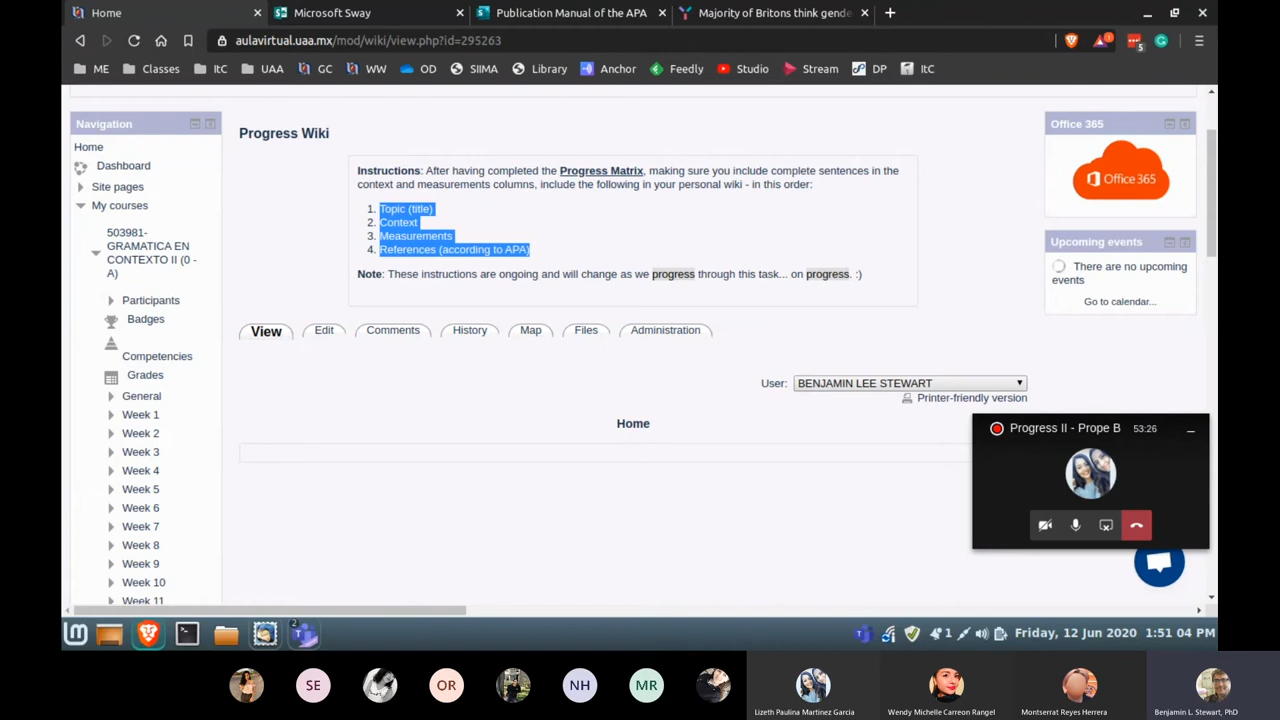 Home
Microsoft Sway
Publication Manual of the APA
Majority of Britons think gende
aulavirtual.uaa.mx/mod/wiki/view.php?id=295263
5
ME
Classes
ItC
UAA
GC
WW
OD
SIIMA
Library
Anchor
Feedly
Studio
Stream
DP
ItC
Navigation
Home
Dashboard
Site pages
My courses
503981-
GRAMATICA EN
CONTEXTO II (0 -
A)
Participants
Badges
Competencies
Grades
General
Week 1
Week 2
Week 3
Week 4
Week 5
Week 6
Week 7
Week 8
Week 9
Week 10
Week 11
Progress Wiki
Instructions: After having completed the Progress Matrix, making sure you include complete sentences in the
context and measurements columns, include the following in your personal wiki - in this order:
1. Topic (title)
2. Context
3. Measurements
4. References (according to APA)
Note: These instructions are ongoing and will change as we progress through this task... on progress. :)
View
Edit
Comments
History
Map
Files
Administration
User: BENJAMIN LEE STEWART
Printer-friendly version
Home
Office 365
Office 365
Upcoming events
There are no upcoming
events
Go to calendar...
Progress II - Prope B 53:26
2
1
Friday, 12 Jun 2020 1:51:04 PM
SE
OR
NH
MR
Lizeth Paulina Martinez Garcia
Wendy Michelle Carreon Rangel
Montserrat Reyes Herrera
Benjamin L. Stewart, PhD